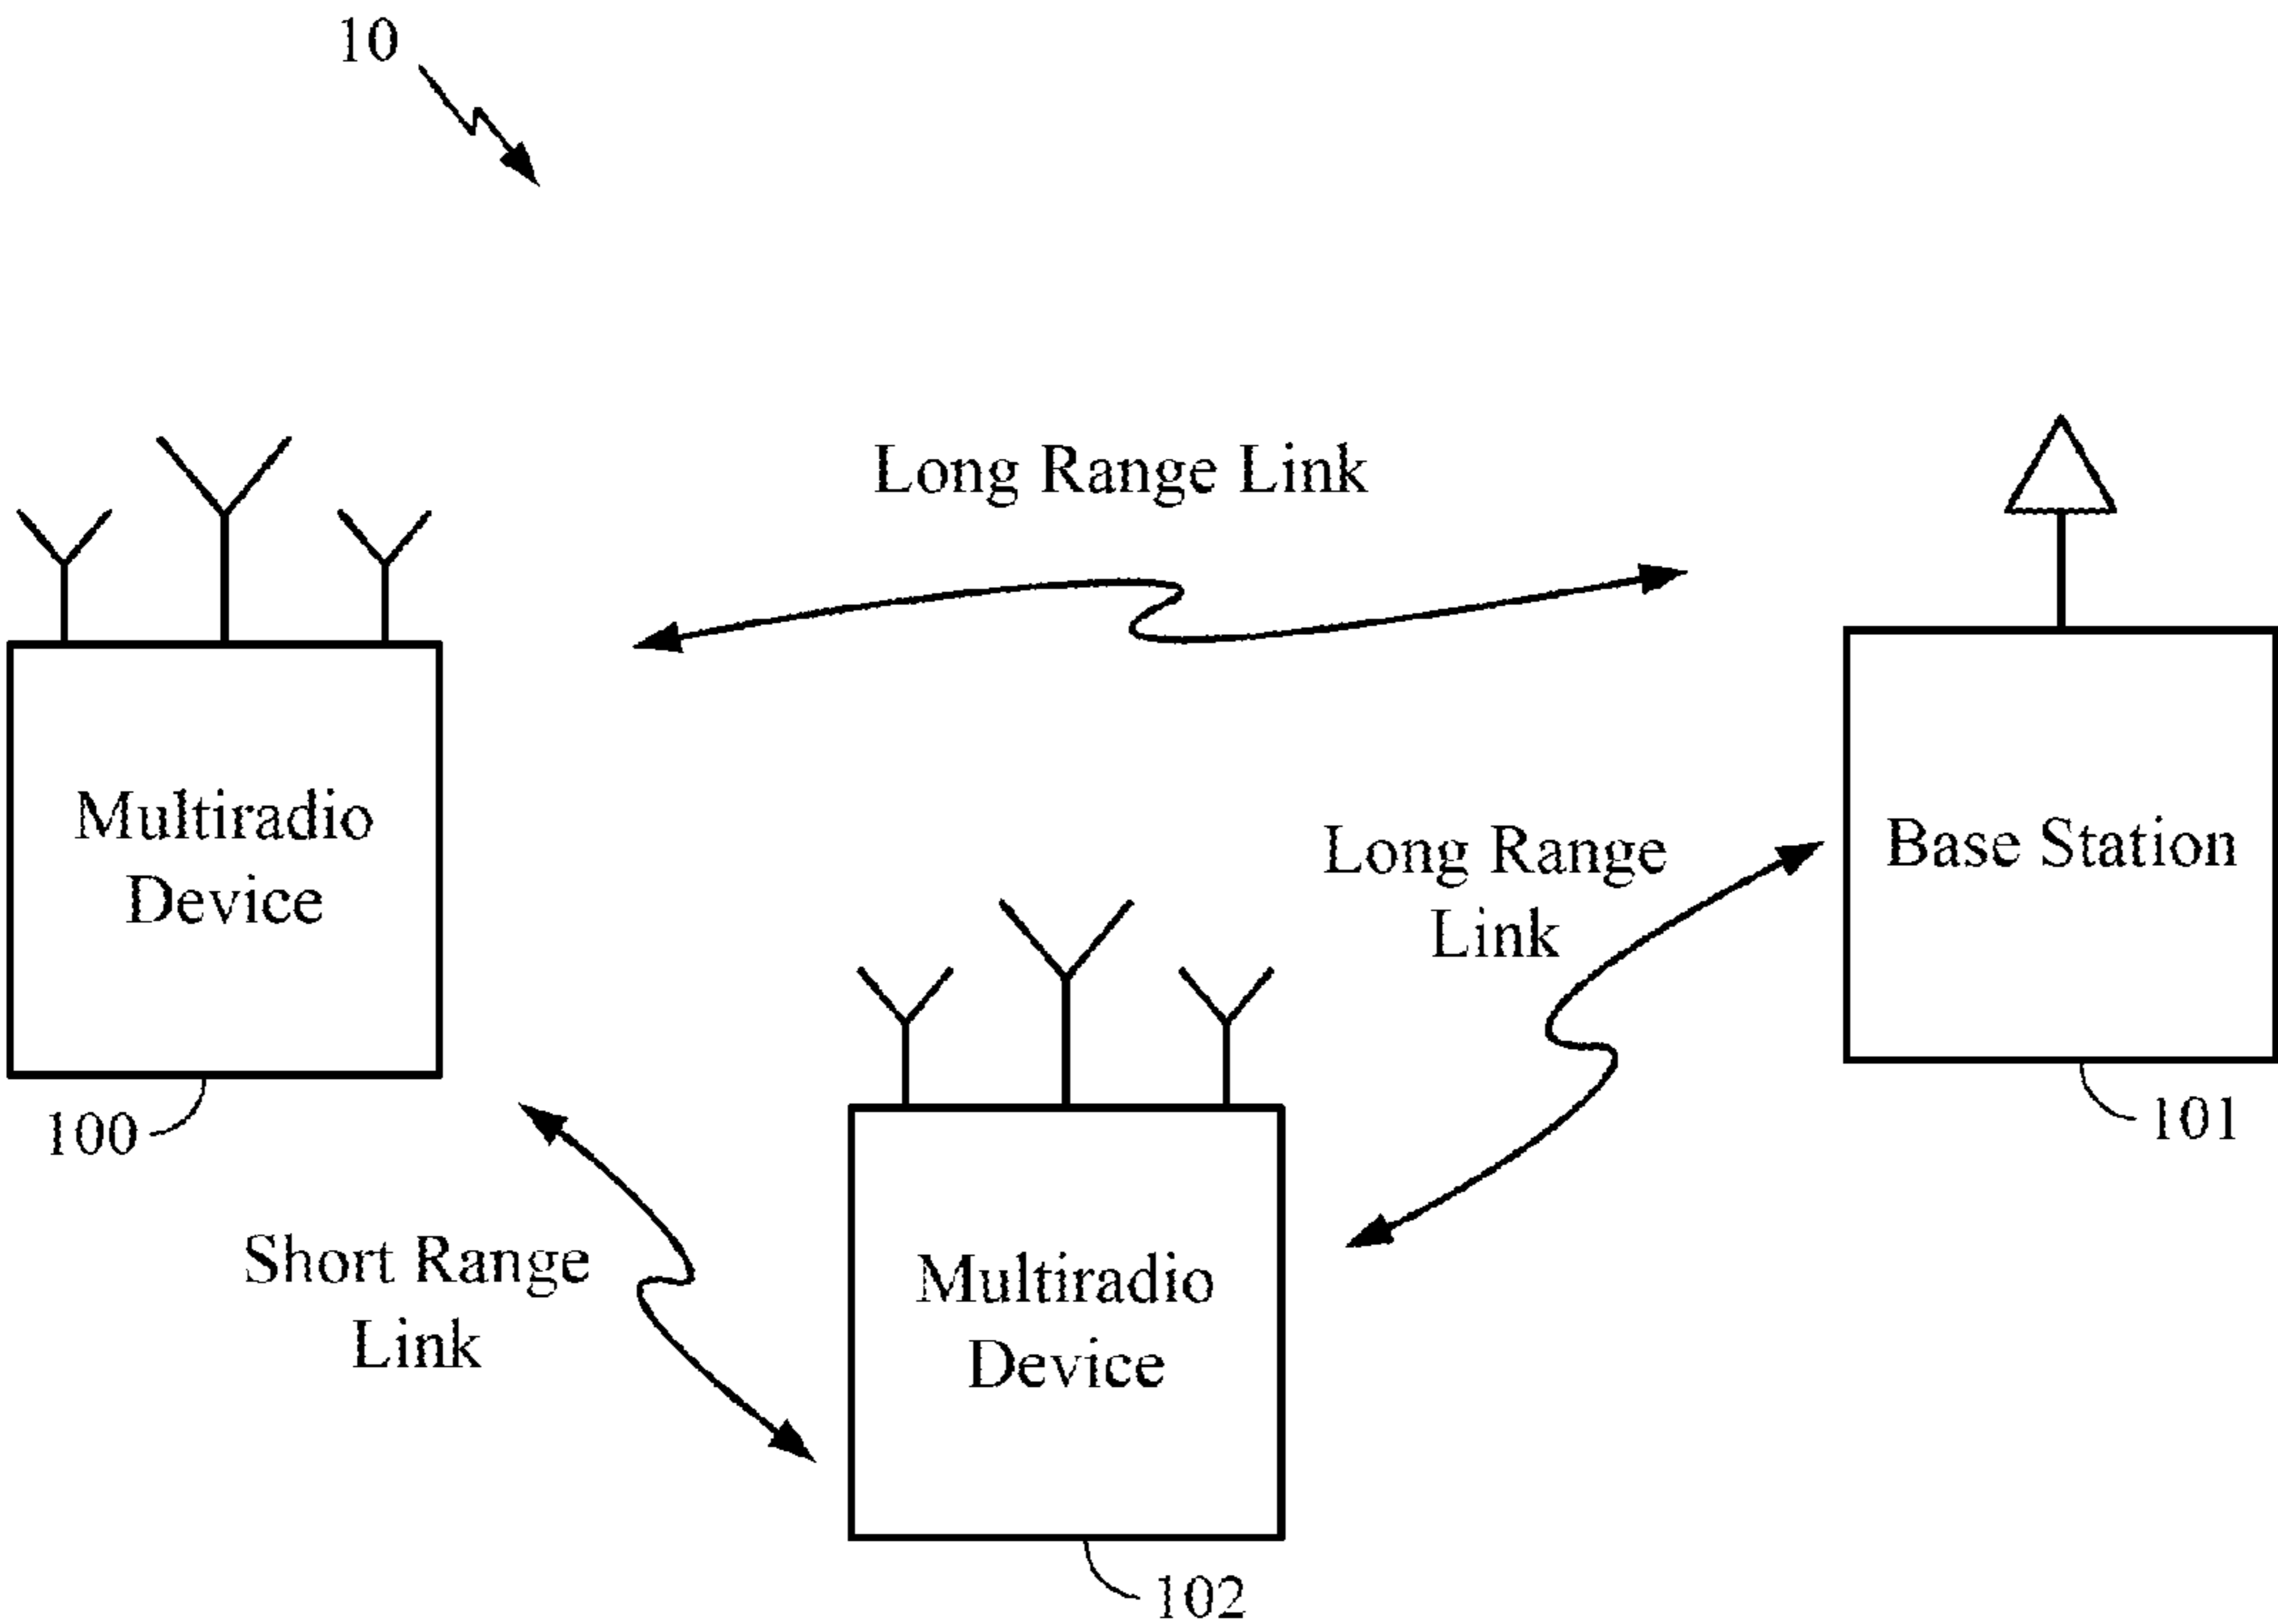 10
Long Range Link
Multiradio
Device
Long Range
Link
Base Station
100
101
Short Range
Link
Multiradio
Device
102